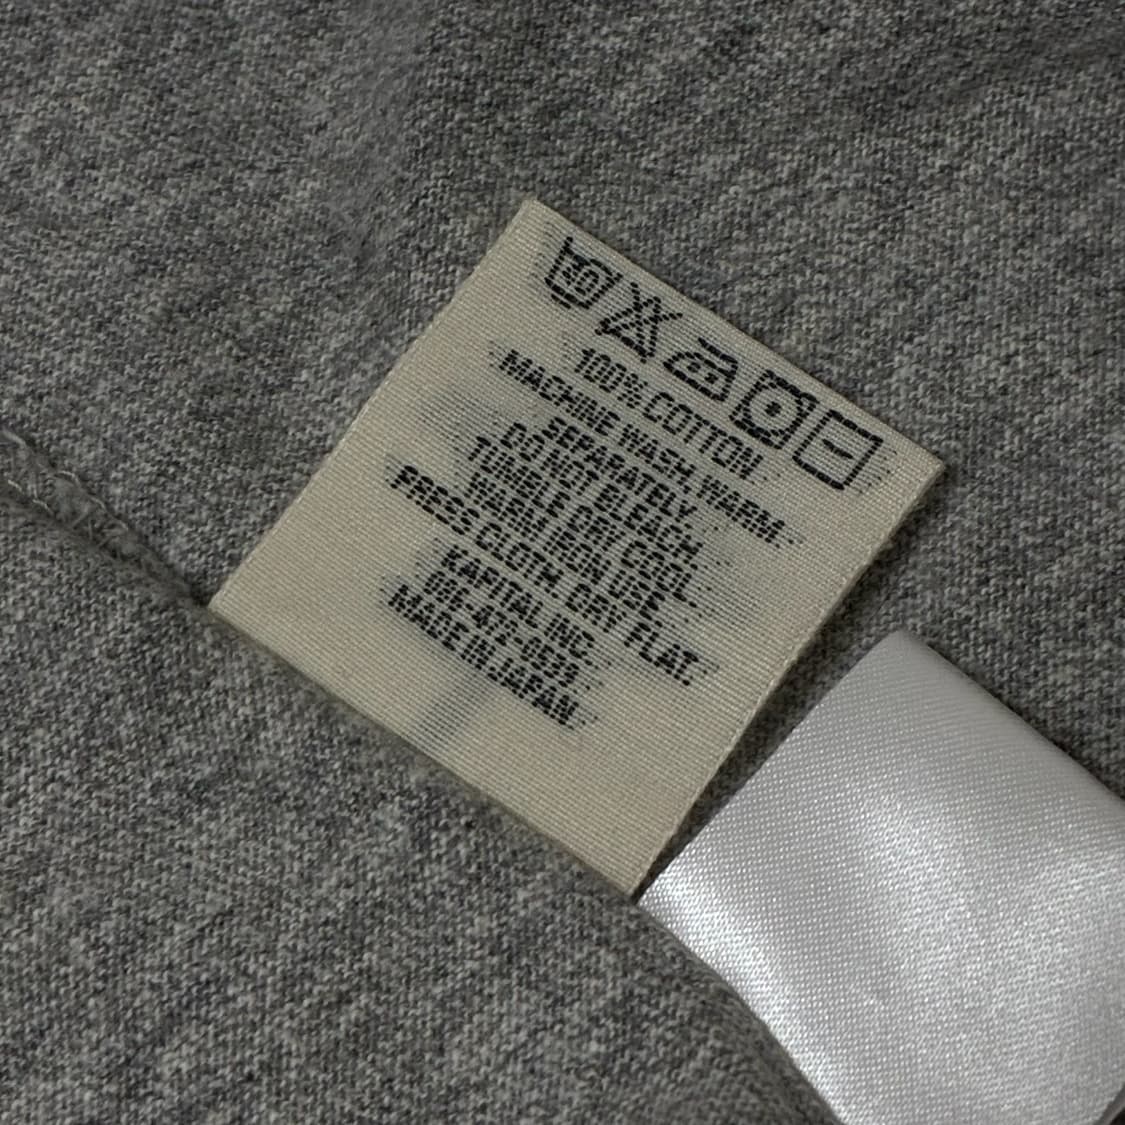 30
100% COTTON
MACHINE WASH, WARM.
SEPARATELY.
DO NOT BLEACH.
TUMBLE DRY COOL.
WARM IRON USE
PRESS CLOTH. DRY FLAT.
KAPITAL INC.
MADE IN JAPAN.